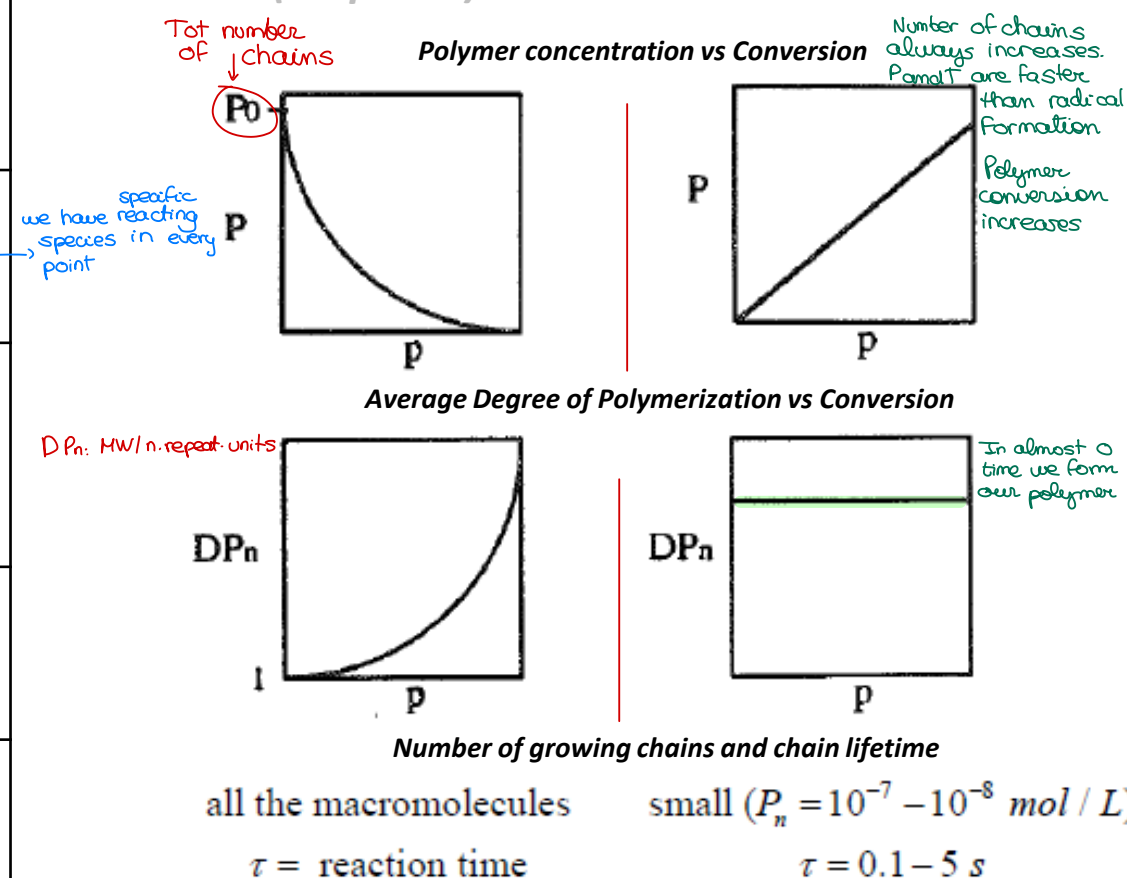 Tot number
of chains
Polymer concentration vs Conversion
Number of chains
always increases.
P and T are faster
than radical
formation
Polymer
conversion
increases
P0
P
p
specific
we have reacting
species in every
point
P
p
Average Degree of Polymerization vs Conversion
DPn: MW/n.repeat.units
DPn
1
p
In almost 0
time we form
our polymer
DPn
p
Number of growing chains and chain lifetime
all the macromolecules
small (Pn = 10^-7 – 10^-8 mol / L)
τ = reaction time
τ = 0.1 – 5 s